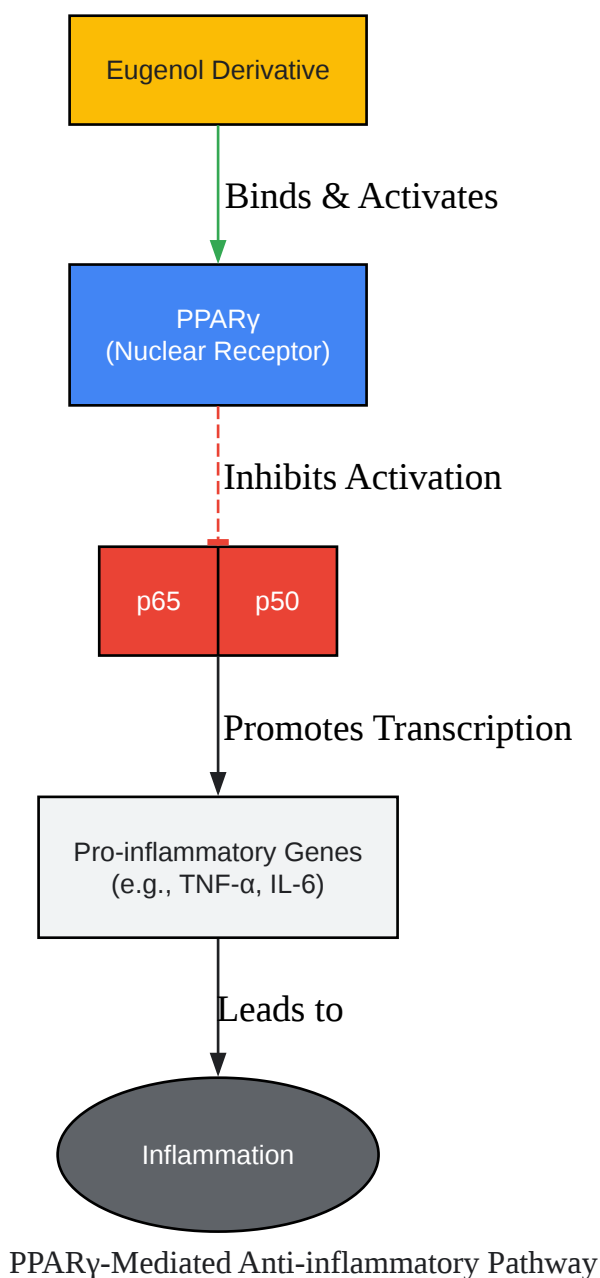 Eugenol Derivative
Binds & Activates
PPARγ
(Nuclear Receptor)
Inhibits Activation
p65 p50
Promotes Transcription
Pro-inflammatory Genes
(e.g., TNF-α, IL-6)
Leads to
Inflammation
PPARγ-Mediated Anti-inflammatory Pathway